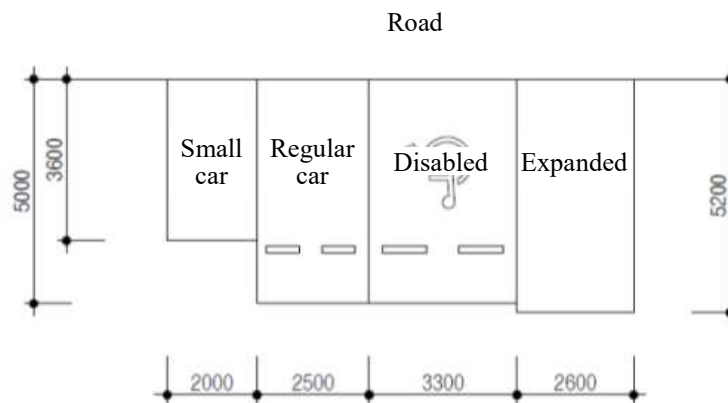 Road
Small
car
Regular
car
Disabled
Expanded
5000
3600
5200
2000
2500
3300
2600